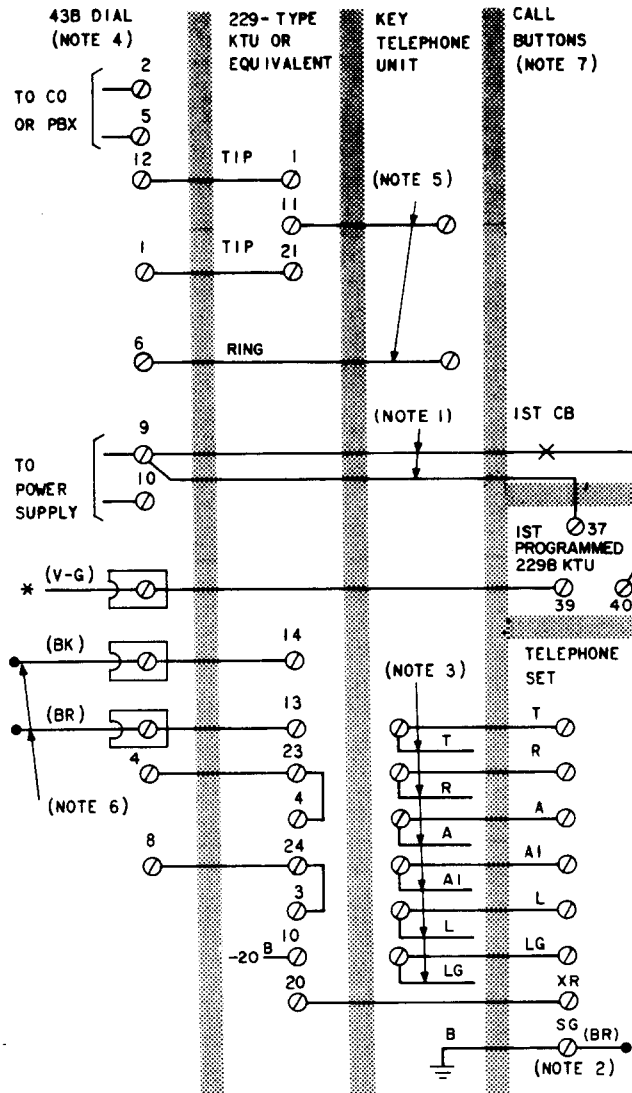 43B DIAL
(NOTE 4)
229-TYPE
KTU OR
EQUIVALENT
KEY
TELEPHONE
UNIT
CALL
BUTTONS
(NOTE 7)
2
TO CO
OR PBX
5
12
TIP
1
(NOTE 5)
11
1
TIP
21
6
RING
(NOTE 1)
1ST CB
9
TO
POWER
SUPPLY
10
37
1ST
PROGRAMMED
229B KTU
* (V-G)
39
40
(BK)
14
TELEPHONE
SET
(NOTE 3)
(BR)
13
T
T
4
23
R
R
(NOTE 6)
4
A
A
8
24
A1
A1
3
L
L
-20 B
10
LG
LG
20
XR
B
SG
(BR)
(NOTE 2)